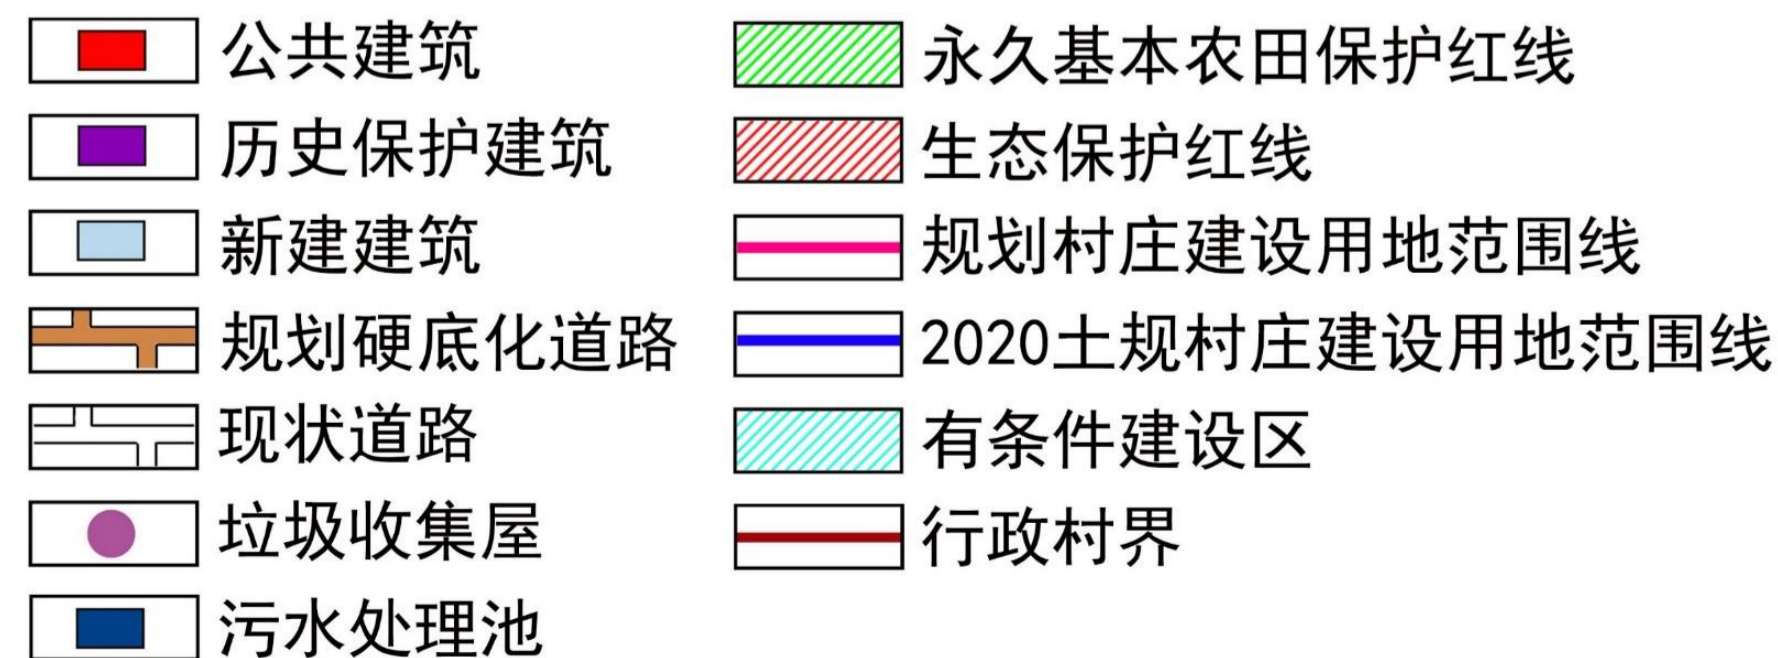 公共建筑
历史保护建筑
新建建筑
规划硬底化道路
现状道路
垃圾收集屋
污水处理池
永久基本农田保护红线
生态保护红线
规划村庄建设用地范围线
2020土规村庄建设用地范围线
有条件建设区
行政村界